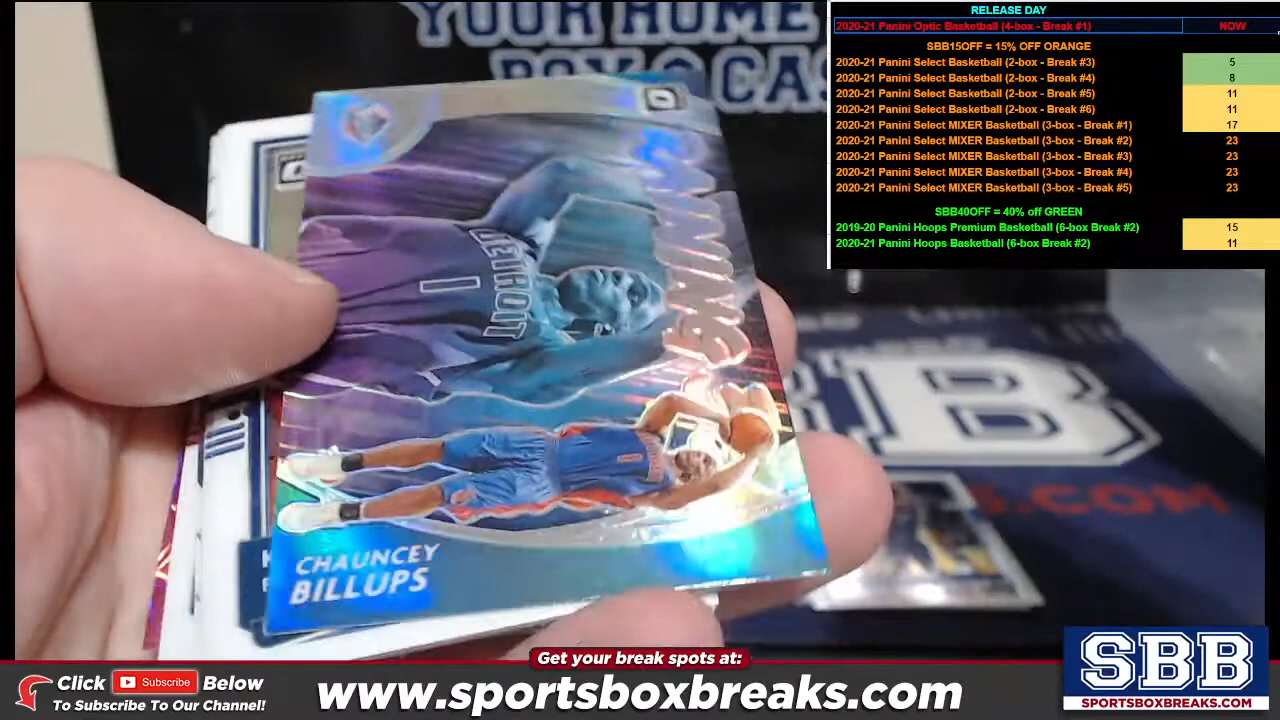 YOUR HOME
BOX & CAS
RELEASE DAY
2020-21 Panini Optic Basketball (4-box - Break #1) NOW
SBB15OFF = 15% OFF ORANGE
2020-21 Panini Select Basketball (2-box - Break #3) 5
2020-21 Panini Select Basketball (2-box - Break #4) 8
2020-21 Panini Select Basketball (2-box - Break #5) 11
2020-21 Panini Select Basketball (2-box - Break #6) 11
2020-21 Panini Select MIXER Basketball (3-box - Break #1) 17
2020-21 Panini Select MIXER Basketball (3-box - Break #2) 23
2020-21 Panini Select MIXER Basketball (3-box - Break #3) 23
2020-21 Panini Select MIXER Basketball (3-box - Break #4) 23
2020-21 Panini Select MIXER Basketball (3-box - Break #5) 23
SBB40OFF = 40% off GREEN
2019-20 Panini Hoops Premium Basketball (6-box Break #2) 15
2020-21 Panini Hoops Basketball (6-box Break #2) 11
DETROIT
1
CHAUNCEY
BILLUPS
B
S.COM
Get your break spots at:
Click Subscribe Below
To Subscribe To Our Channel!
www.sportsboxbreaks.com
SBB
SPORTSBOXBREAKS.COM